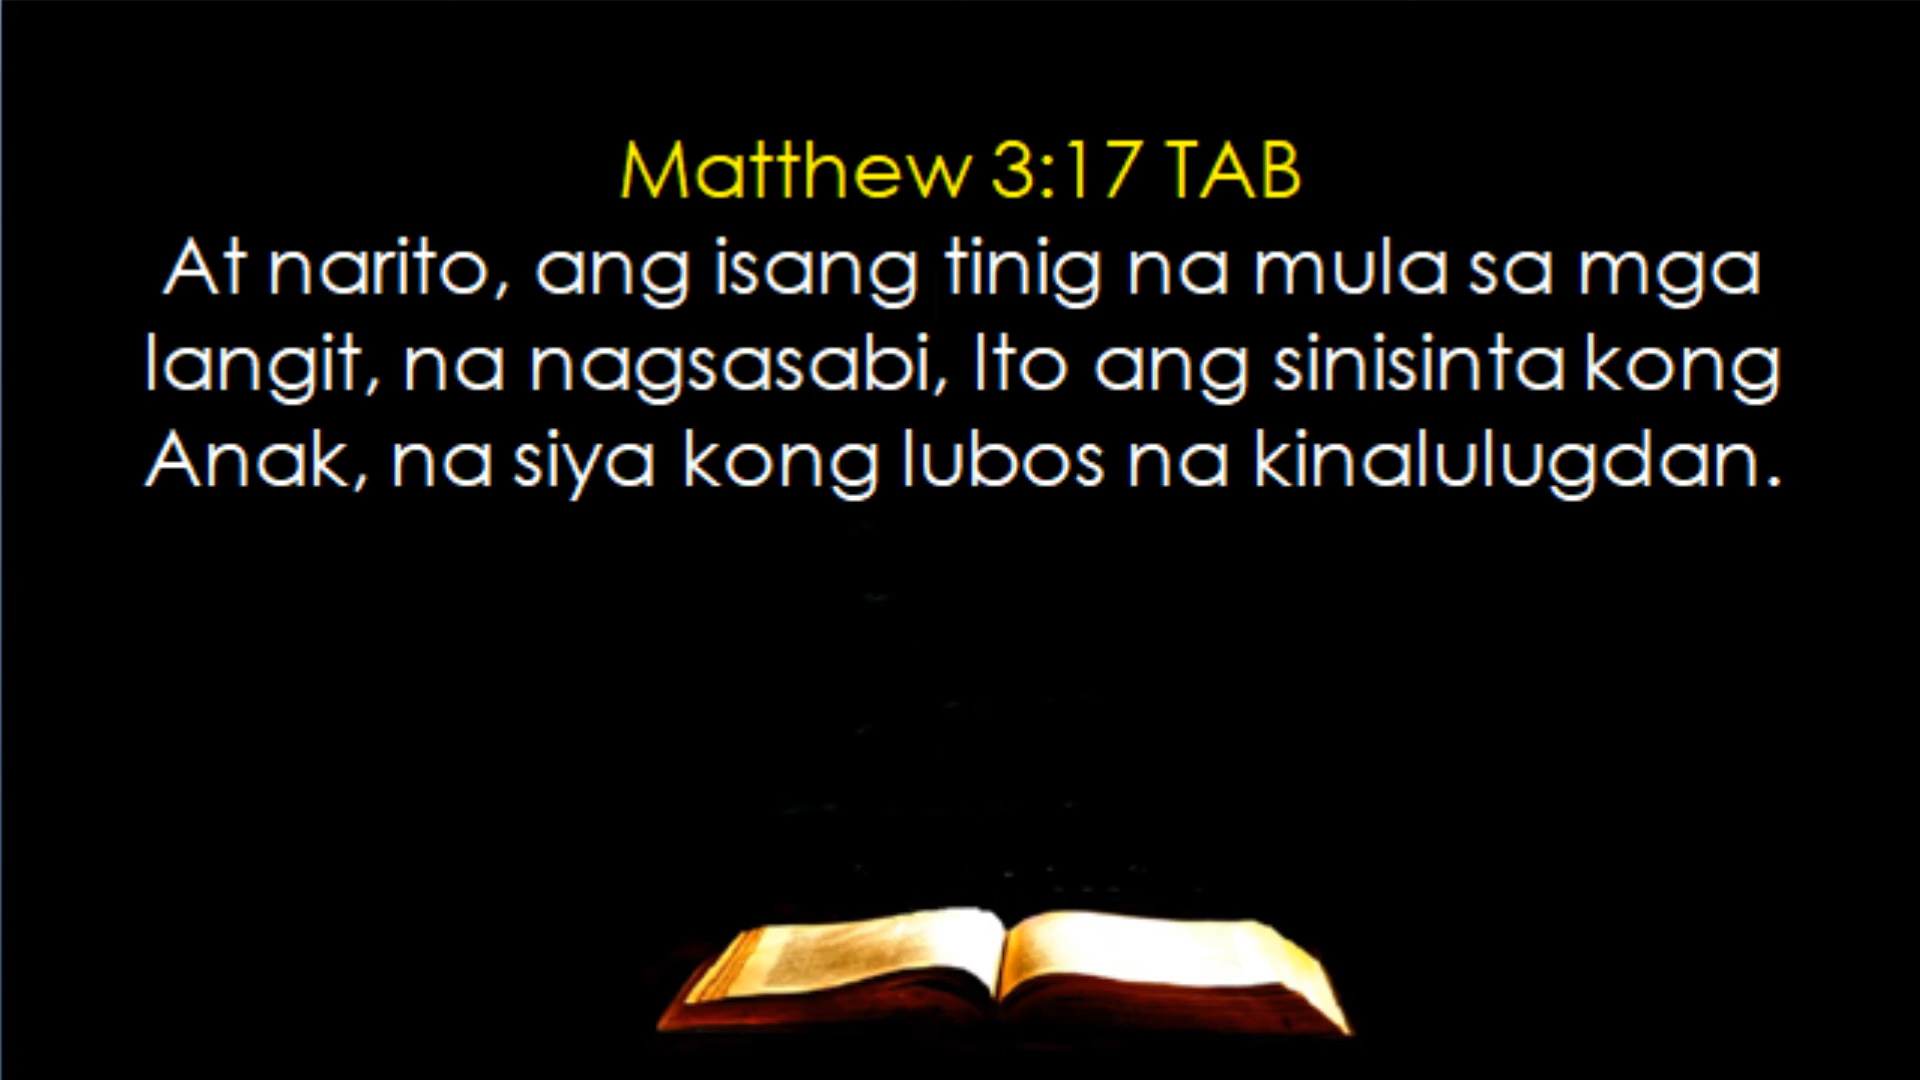 Matthew 3:17 TAB
At narito, ang isang tinig na mula sa mga
langit, na nagsasabi, Ito ang sinisinta kong
Anak, na siya kong lubos na kinalulugdan.